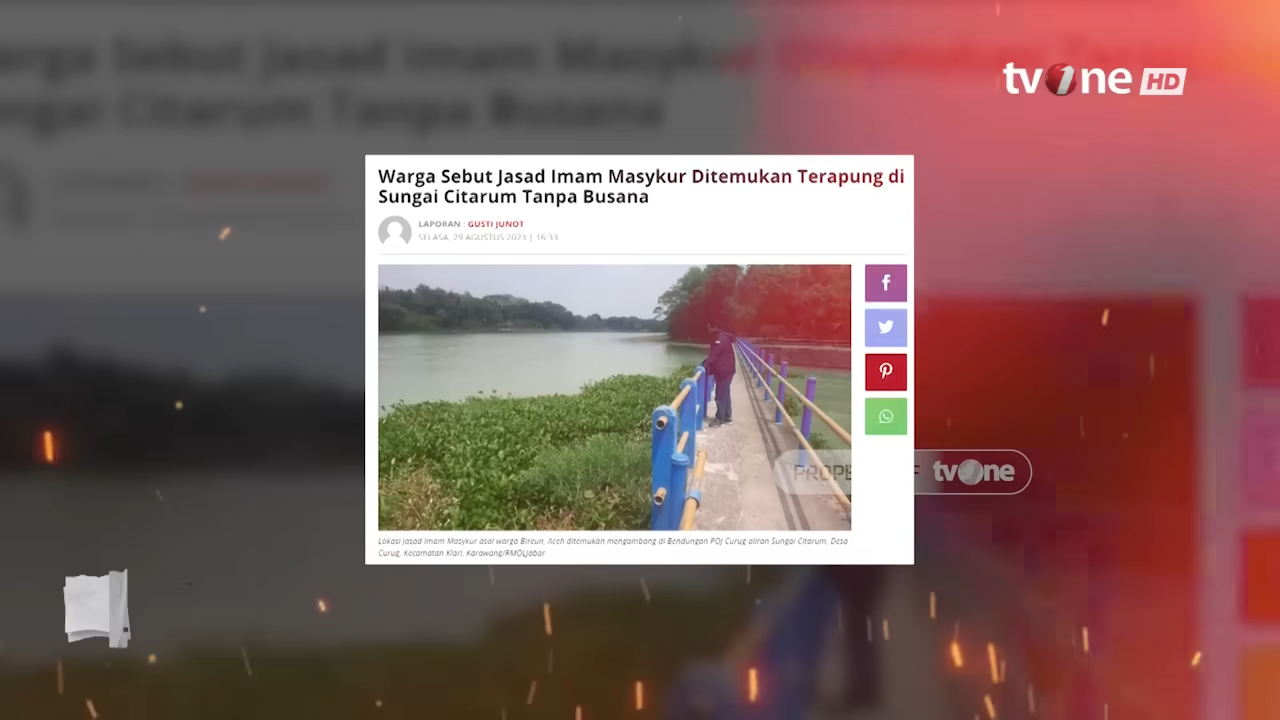 tvOne HD
Warga Sebut Jasad Imam Masykur Ditemukan Terapung di
Sungai Citarum Tanpa Busana
LAPORAN : GUSTI JUNOT
SELASA, 29 AGUSTUS 2023 | 16:33
PROPE F tvOne
Lokasi jasad Imam Masykur asal warga Bireun, Aceh ditemukan mengambang di Bendungan POJ Curug aliran Sungai Citarum, Desa
Curug, Kecamatan Klari, Karawang/RMOLJabar